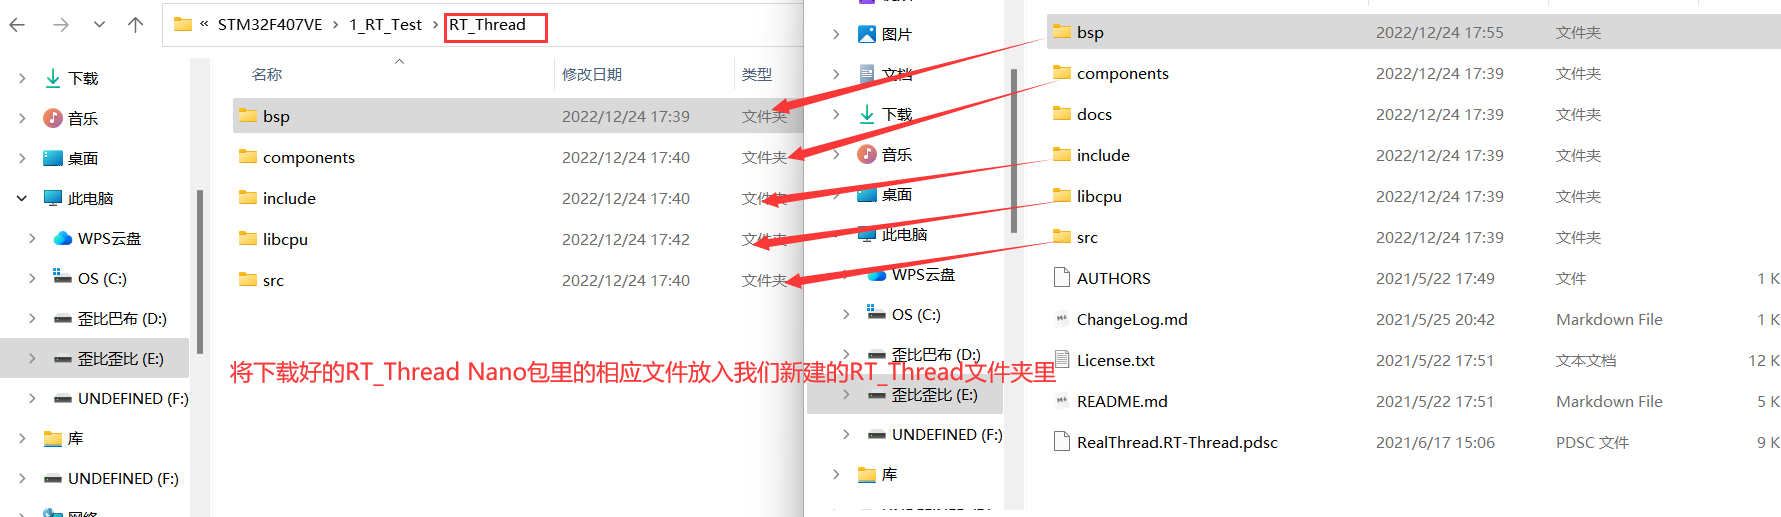 « STM32F407VE › 1_RT_Test › RT_Thread
名称 修改日期 类型
下载
音乐
桌面
此电脑
WPS云盘
OS (C:)
歪比巴布 (D:)
歪比歪比 (E:)
UNDEFINED (F:)
库
UNDEFINED (F:)
网络
bsp 2022/12/24 17:39 文件夹
components 2022/12/24 17:40 文件夹
include 2022/12/24 17:40 文件夹
libcpu 2022/12/24 17:42 文件夹
src 2022/12/24 17:40 文件夹
将下载好的RT_Thread Nano包里的相应文件放入我们新建的RT_Thread文件夹里
图片
文档
下载
音乐
桌面
此电脑
WPS云盘
OS (C:)
歪比巴布 (D:)
歪比歪比 (E:)
UNDEFINED (F:)
库
bsp 2022/12/24 17:55 文件夹
components 2022/12/24 17:39 文件夹
docs 2022/12/24 17:39 文件夹
include 2022/12/24 17:39 文件夹
libcpu 2022/12/24 17:39 文件夹
src 2022/12/24 17:39 文件夹
AUTHORS 2021/5/22 17:49 文件 1 K
ChangeLog.md 2021/5/25 20:42 Markdown File 1 K
License.txt 2021/5/22 17:51 文本文档 12 K
README.md 2021/5/22 17:51 Markdown File 5 K
RealThread.RT-Thread.pdsc 2021/6/17 15:06 PDSC 文件 9 K